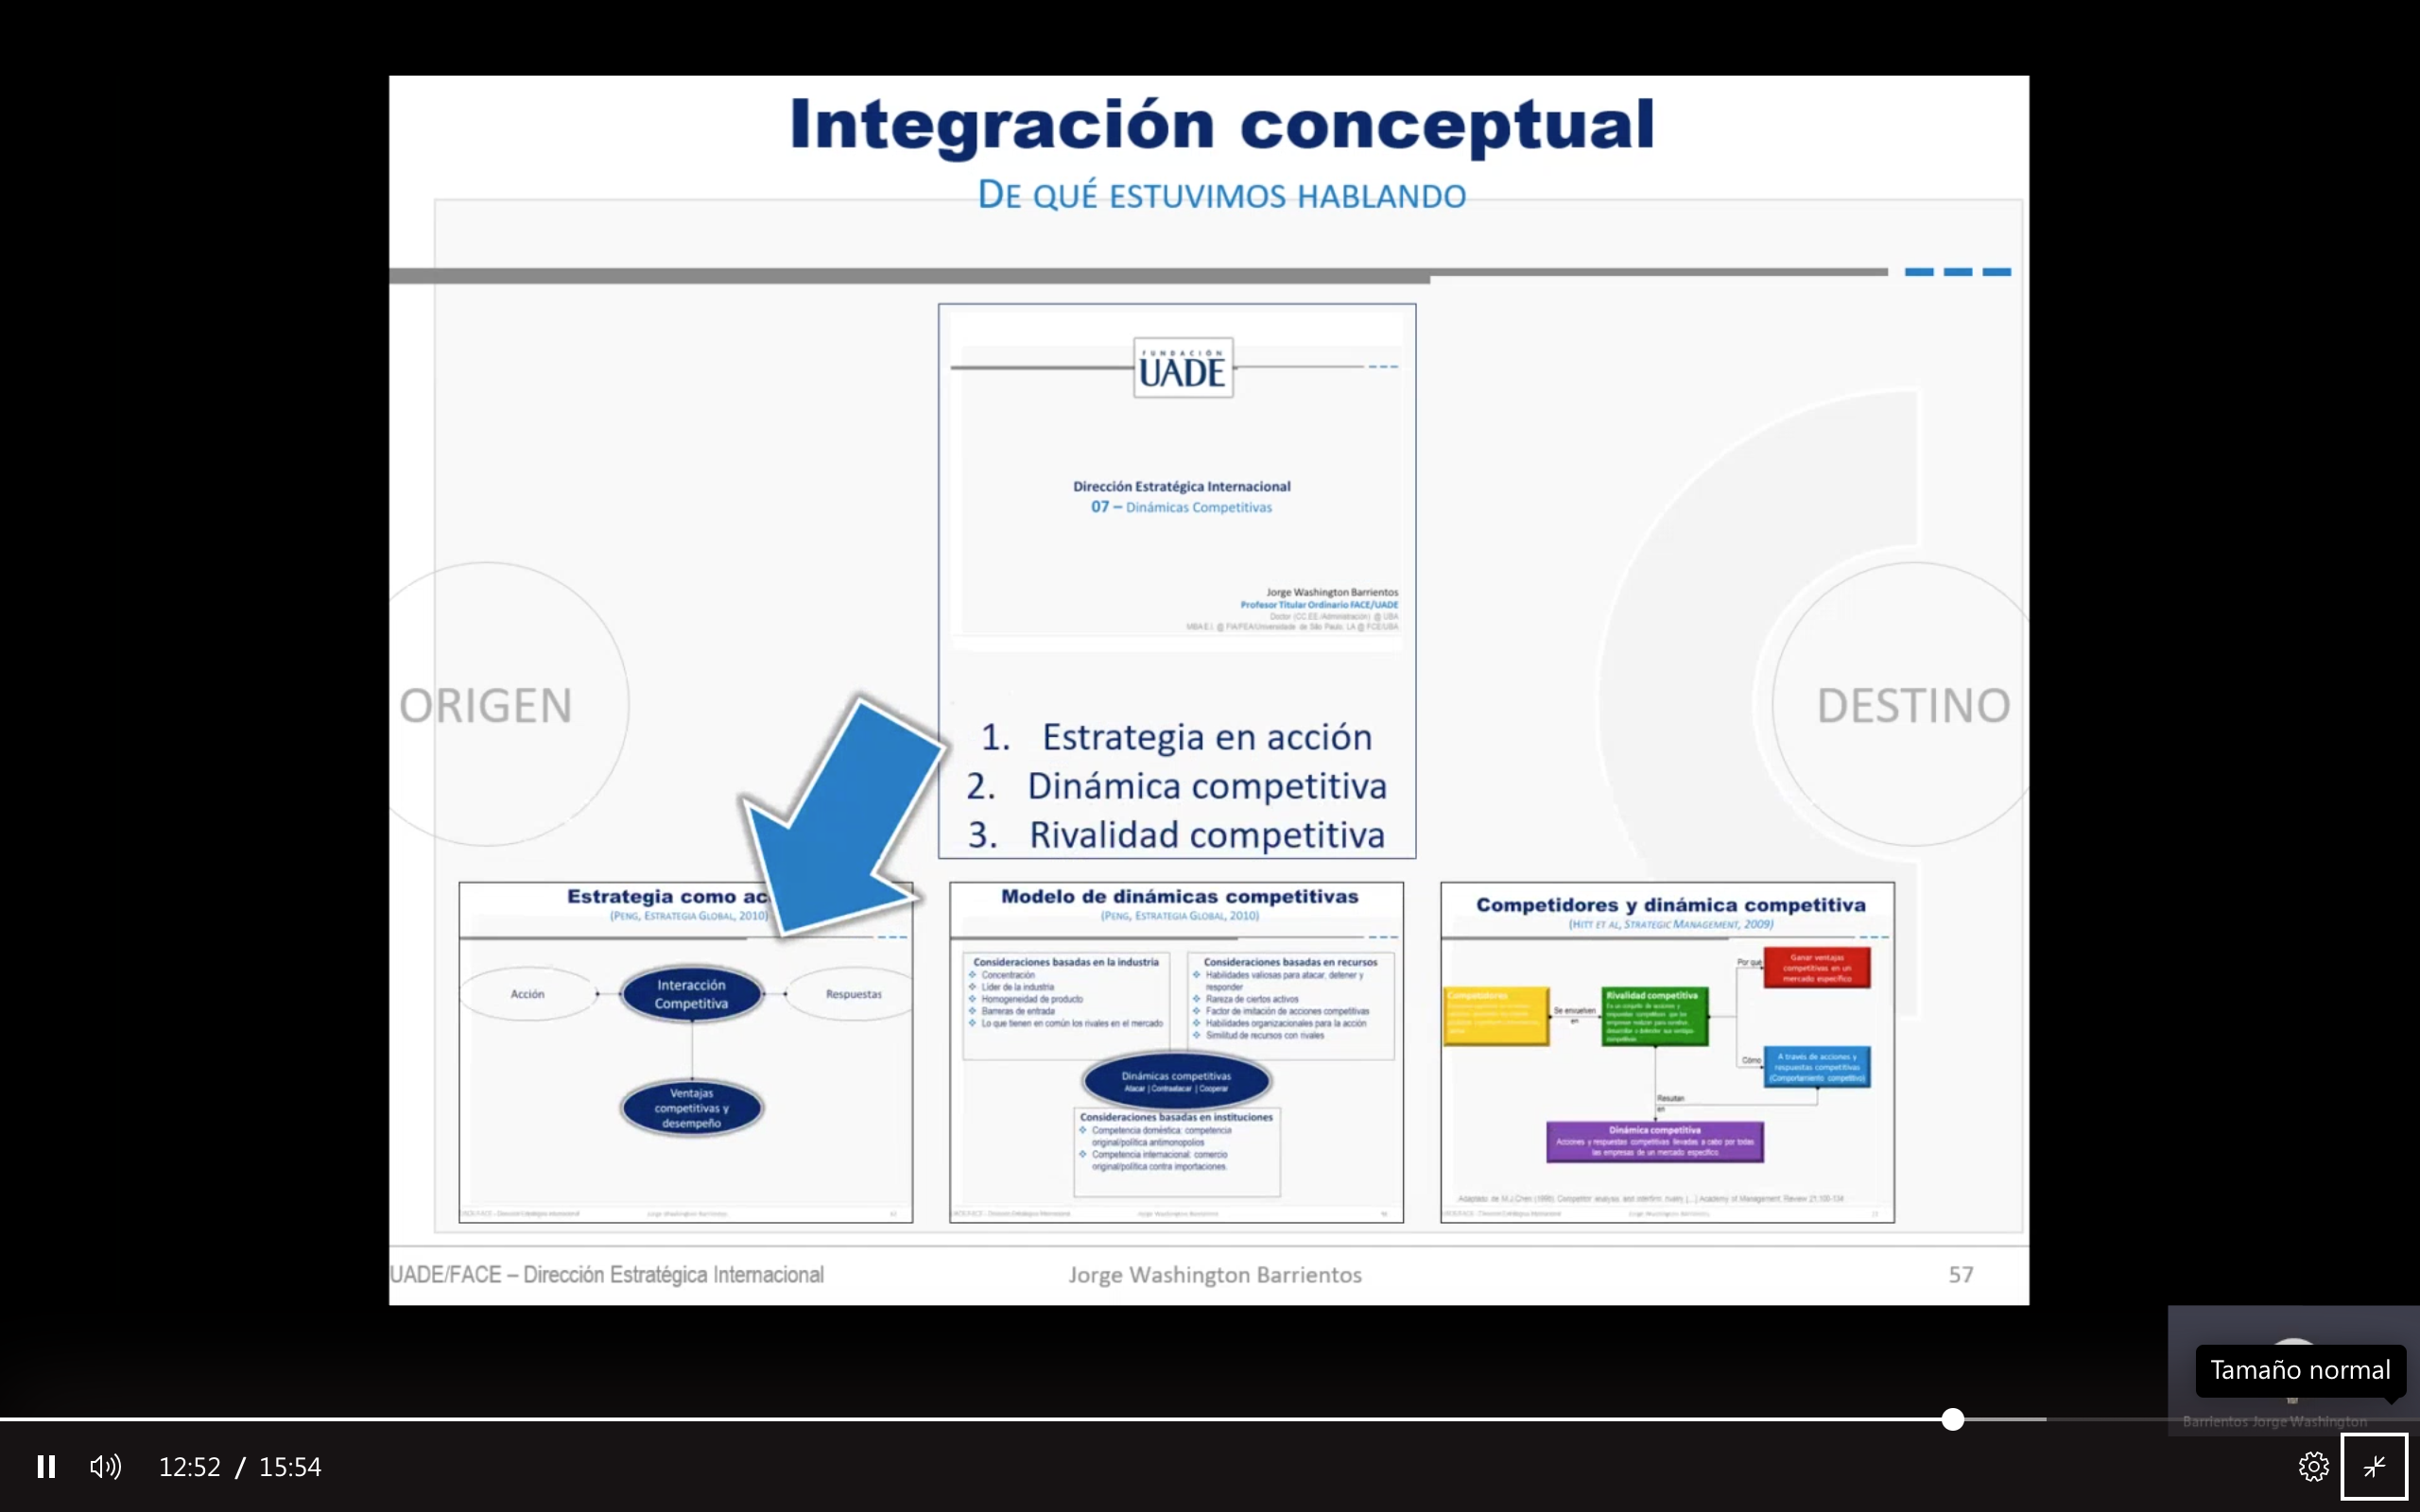 Integración conceptual
DE QUÉ ESTUVIMOS HABLANDO
FUNDACIÓN
UADE
Dirección Estratégica Internacional
07 – Dinámicas Competitivas
Jorge Washington Barrientos
Profesor Titular Ordinario FACE/UADE
Doctor (CC.EE./Administración) @ UBA
ORIGEN
DESTINO
1. Estrategia en acción
2. Dinámica competitiva
3. Rivalidad competitiva
Estrategia como ac
(PENG, ESTRATEGIA GLOBAL, 2010)
Acción
Interacción
Competitiva
Respuestas
Ventajas
competitivas y
desempeño
Modelo de dinámicas competitivas
(PENG, ESTRATEGIA GLOBAL, 2010)
Consideraciones basadas en la industria
Concentración
Líder de la industria
Homogeneidad de producto
Barreras de entrada
Lo que tienen en común los rivales en el mercado
Consideraciones basadas en recursos
Habilidades valiosas para atacar, detener y
responder
Rareza de ciertos activos
Factor de imitación de acciones competitivas
Habilidades organizacionales para la acción
Similitud de recursos con rivales
Dinámicas competitivas
Atacar | Contraatacar | Cooperar
Consideraciones basadas en instituciones
Competencia doméstica: competencia
original/política antimonopolios
Competencia internacional: comercio
original/política contra importaciones.
Competidores y dinámica competitiva
(HITT ET AL, STRATEGIC MANAGEMENT, 2009)
Competidores
Se envuelven
en
Rivalidad competitiva
Por qué
Ganar ventajas
competitivas en un
mercado específico
Cómo
A través de acciones y
respuestas competitivas
(Comportamiento competitivo)
Resultan
en
Dinámica competitiva
Acciones y respuestas competitivas llevadas a cabo por todas
las empresas de un mercado específico
UADE/FACE – Dirección Estratégica Internacional
Jorge Washington Barrientos
57
Tamaño normal
Barrientos Jorge Washington
12:52 / 15:54